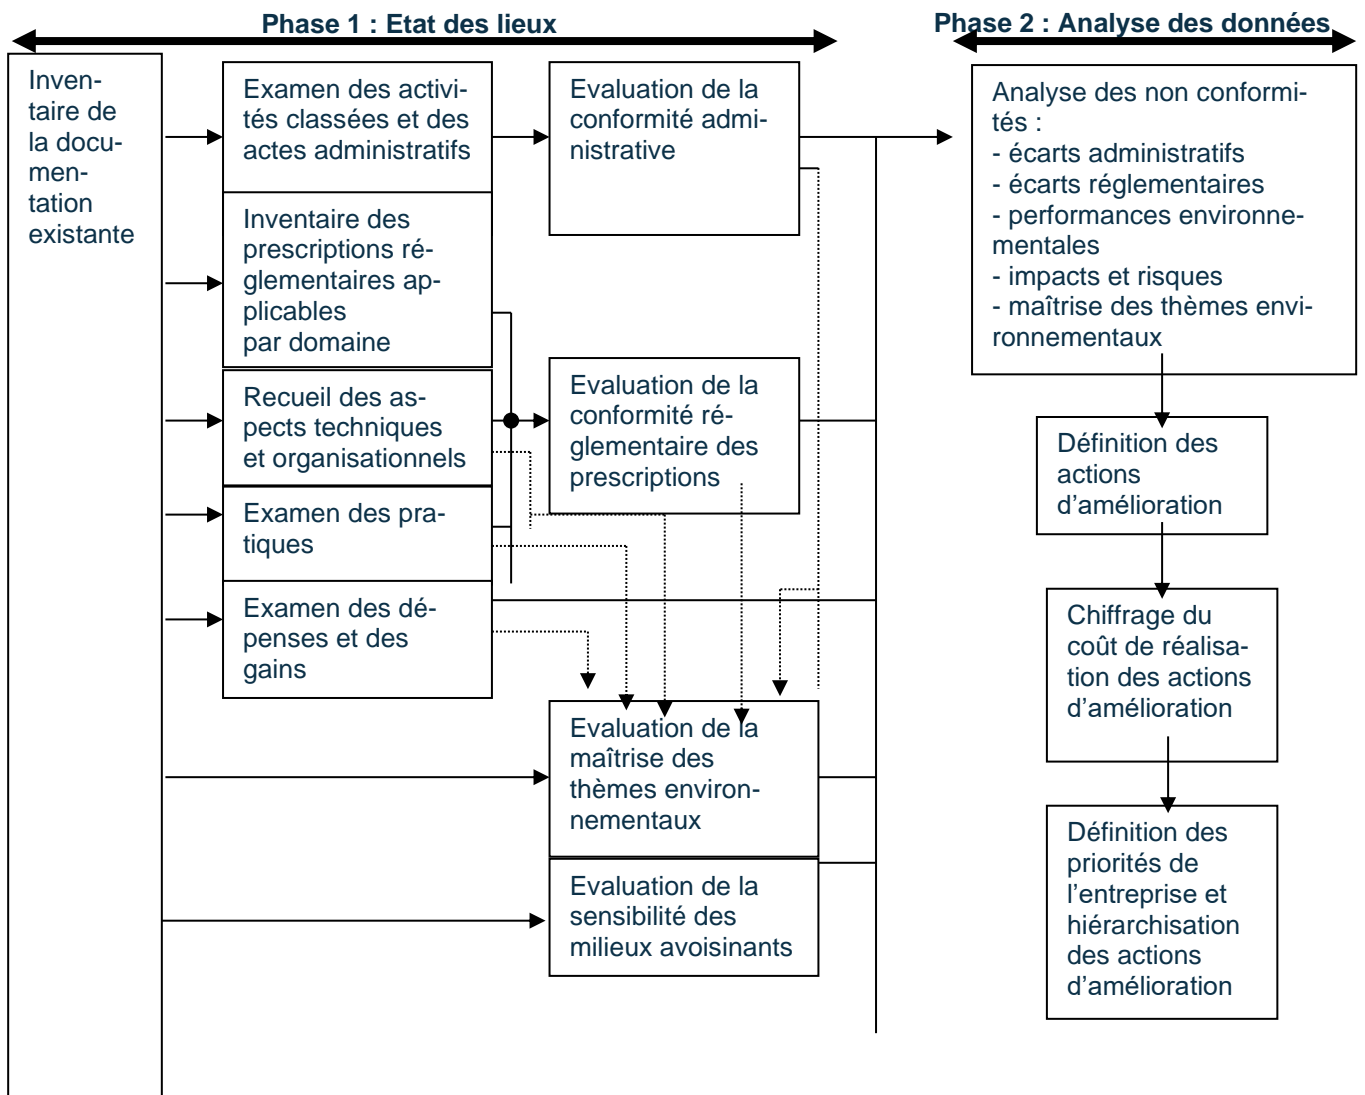 Phase 1 : Etat des lieux
Phase 2 : Analyse des données
Inven-
taire de
la docu-
men-
tation
existante
Examen des activi-
tés classées et des
actes administratifs
Inventaire des
prescriptions ré-
glementaires ap-
plicables
par domaine
Recueil des as-
pects techniques
et organisationnels
Examen des pra-
tiques
Examen des dé-
penses et des
gains
Evaluation de la
conformité admi-
nistrative
Evaluation de la
conformité ré-
glementaire des
prescriptions
Evaluation de la
maîtrise des
thèmes environ-
nementaux
Evaluation de la
sensibilité des
milieux avoisinants
Analyse des non conformi-
tés :
- écarts administratifs
- écarts réglementaires
- performances environne-
mentales
- impacts et risques
- maîtrise des thèmes envi-
ronnementaux
Définition des
actions
d’amélioration
Chiffrage du
coût de réalisa-
tion des actions
d’amélioration
Définition des
priorités de
l’entreprise et
hiérarchisation
des actions
d’amélioration